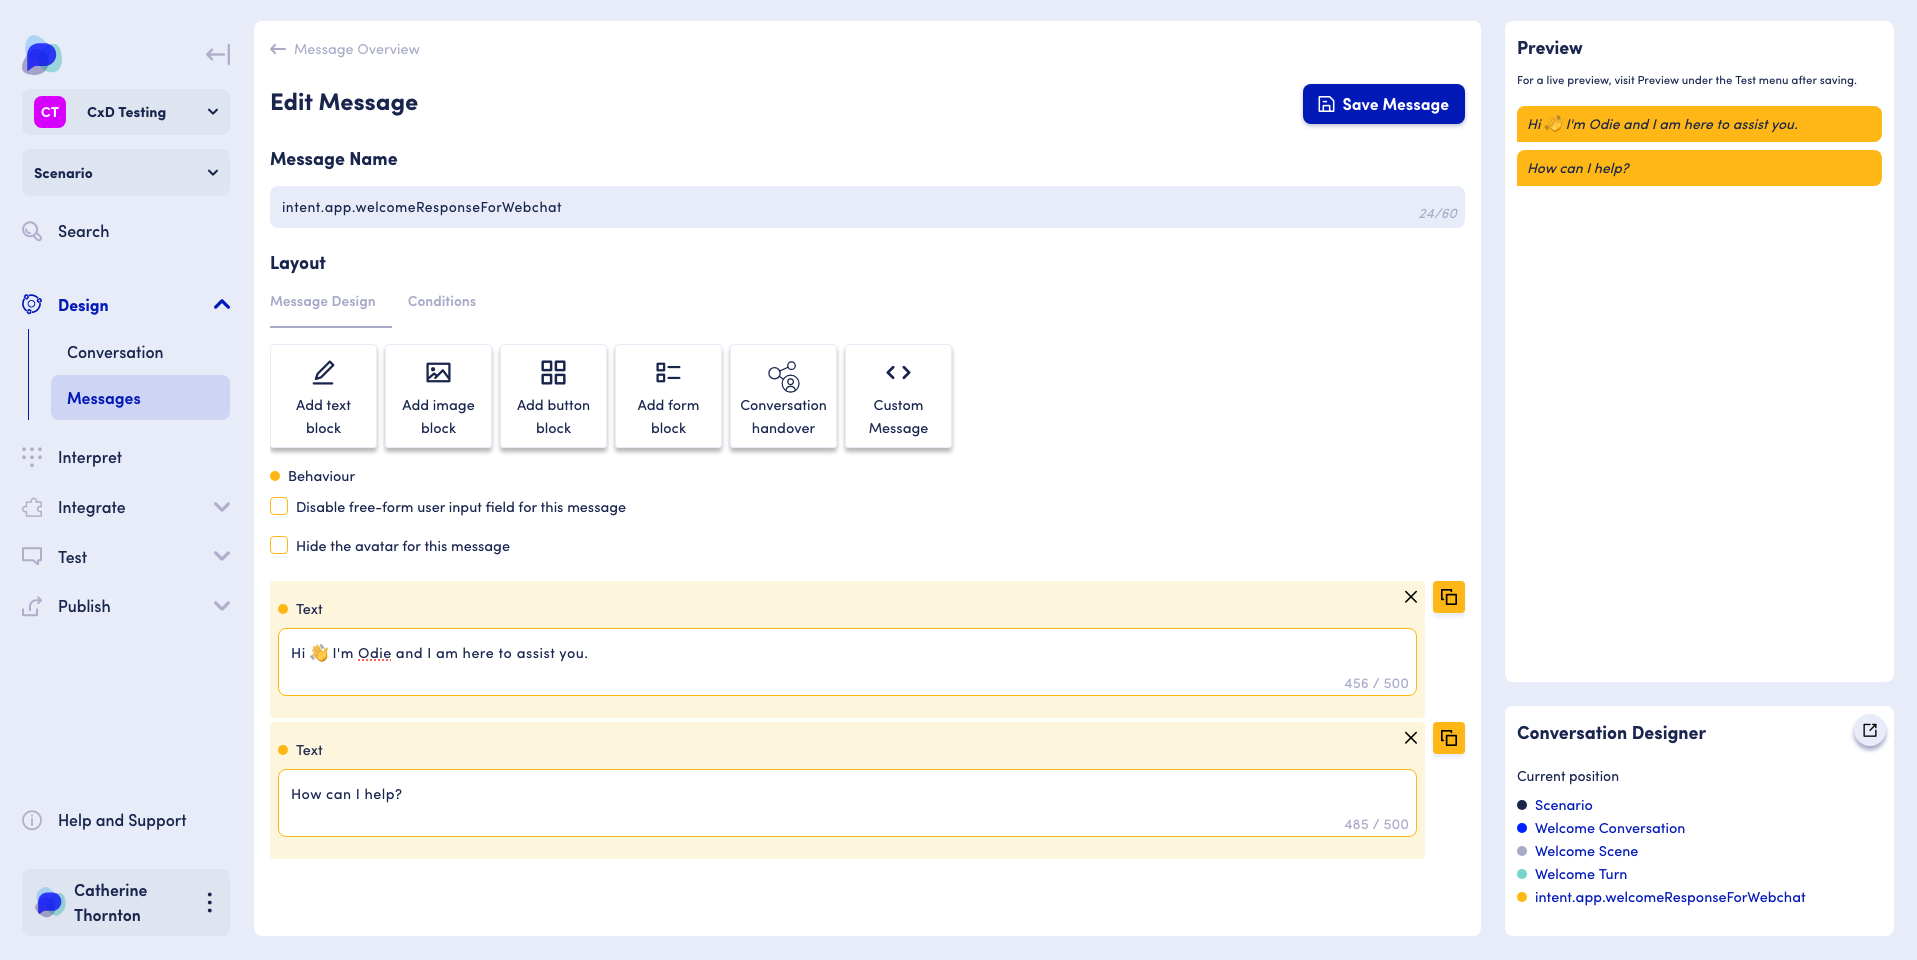 CT CxD Testing
Scenario
Search
Design
Conversation
Messages
Interpret
Integrate
Test
Publish
Help and Support
Catherine
Thornton
Message Overview
Edit Message
Save Message
Message Name
intent.app.welcomeResponseForWebchat
24/60
Layout
Message Design Conditions
Add text
block
Add image
block
Add button
block
Add form
block
Conversation
handover
Custom
Message
Behaviour
Disable free-form user input field for this message
Hide the avatar for this message
Text
Hi 👋 I'm Odie and I am here to assist you.
456 / 500
Text
How can I help?
485 / 500
Preview
For a live preview, visit Preview under the Test menu after saving.
Hi 👋 I'm Odie and I am here to assist you.
How can I help?
Conversation Designer
Current position
Scenario
Welcome Conversation
Welcome Scene
Welcome Turn
intent.app.welcomeResponseForWebchat